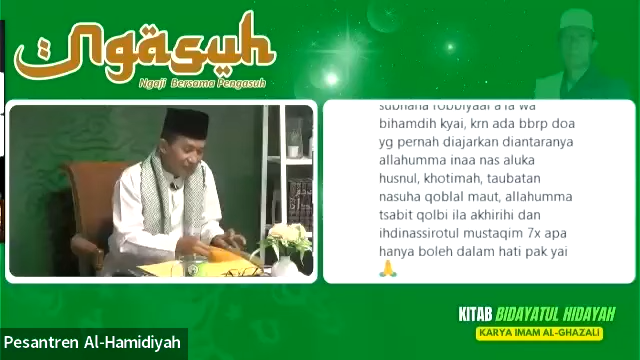 Ngasuh
Ngaji Bersama Pengasuh
bihamdih kyai, krn ada bbrp doa
yg pernah diajarkan diantaranya
allahumma inaa nas aluka
husnul, khotimah, taubatan
nasuha qoblal maut, allahumma
tsabit qolbi ila akhirihi dan
ihdinassirotul mustaqim 7x apa
hanya boleh dalam hati pak yai
🙏
KITAB BIDAYATUL HIDAYAH
KARYA IMAM AL-GHAZALI
Pesantren Al-Hamidiyah